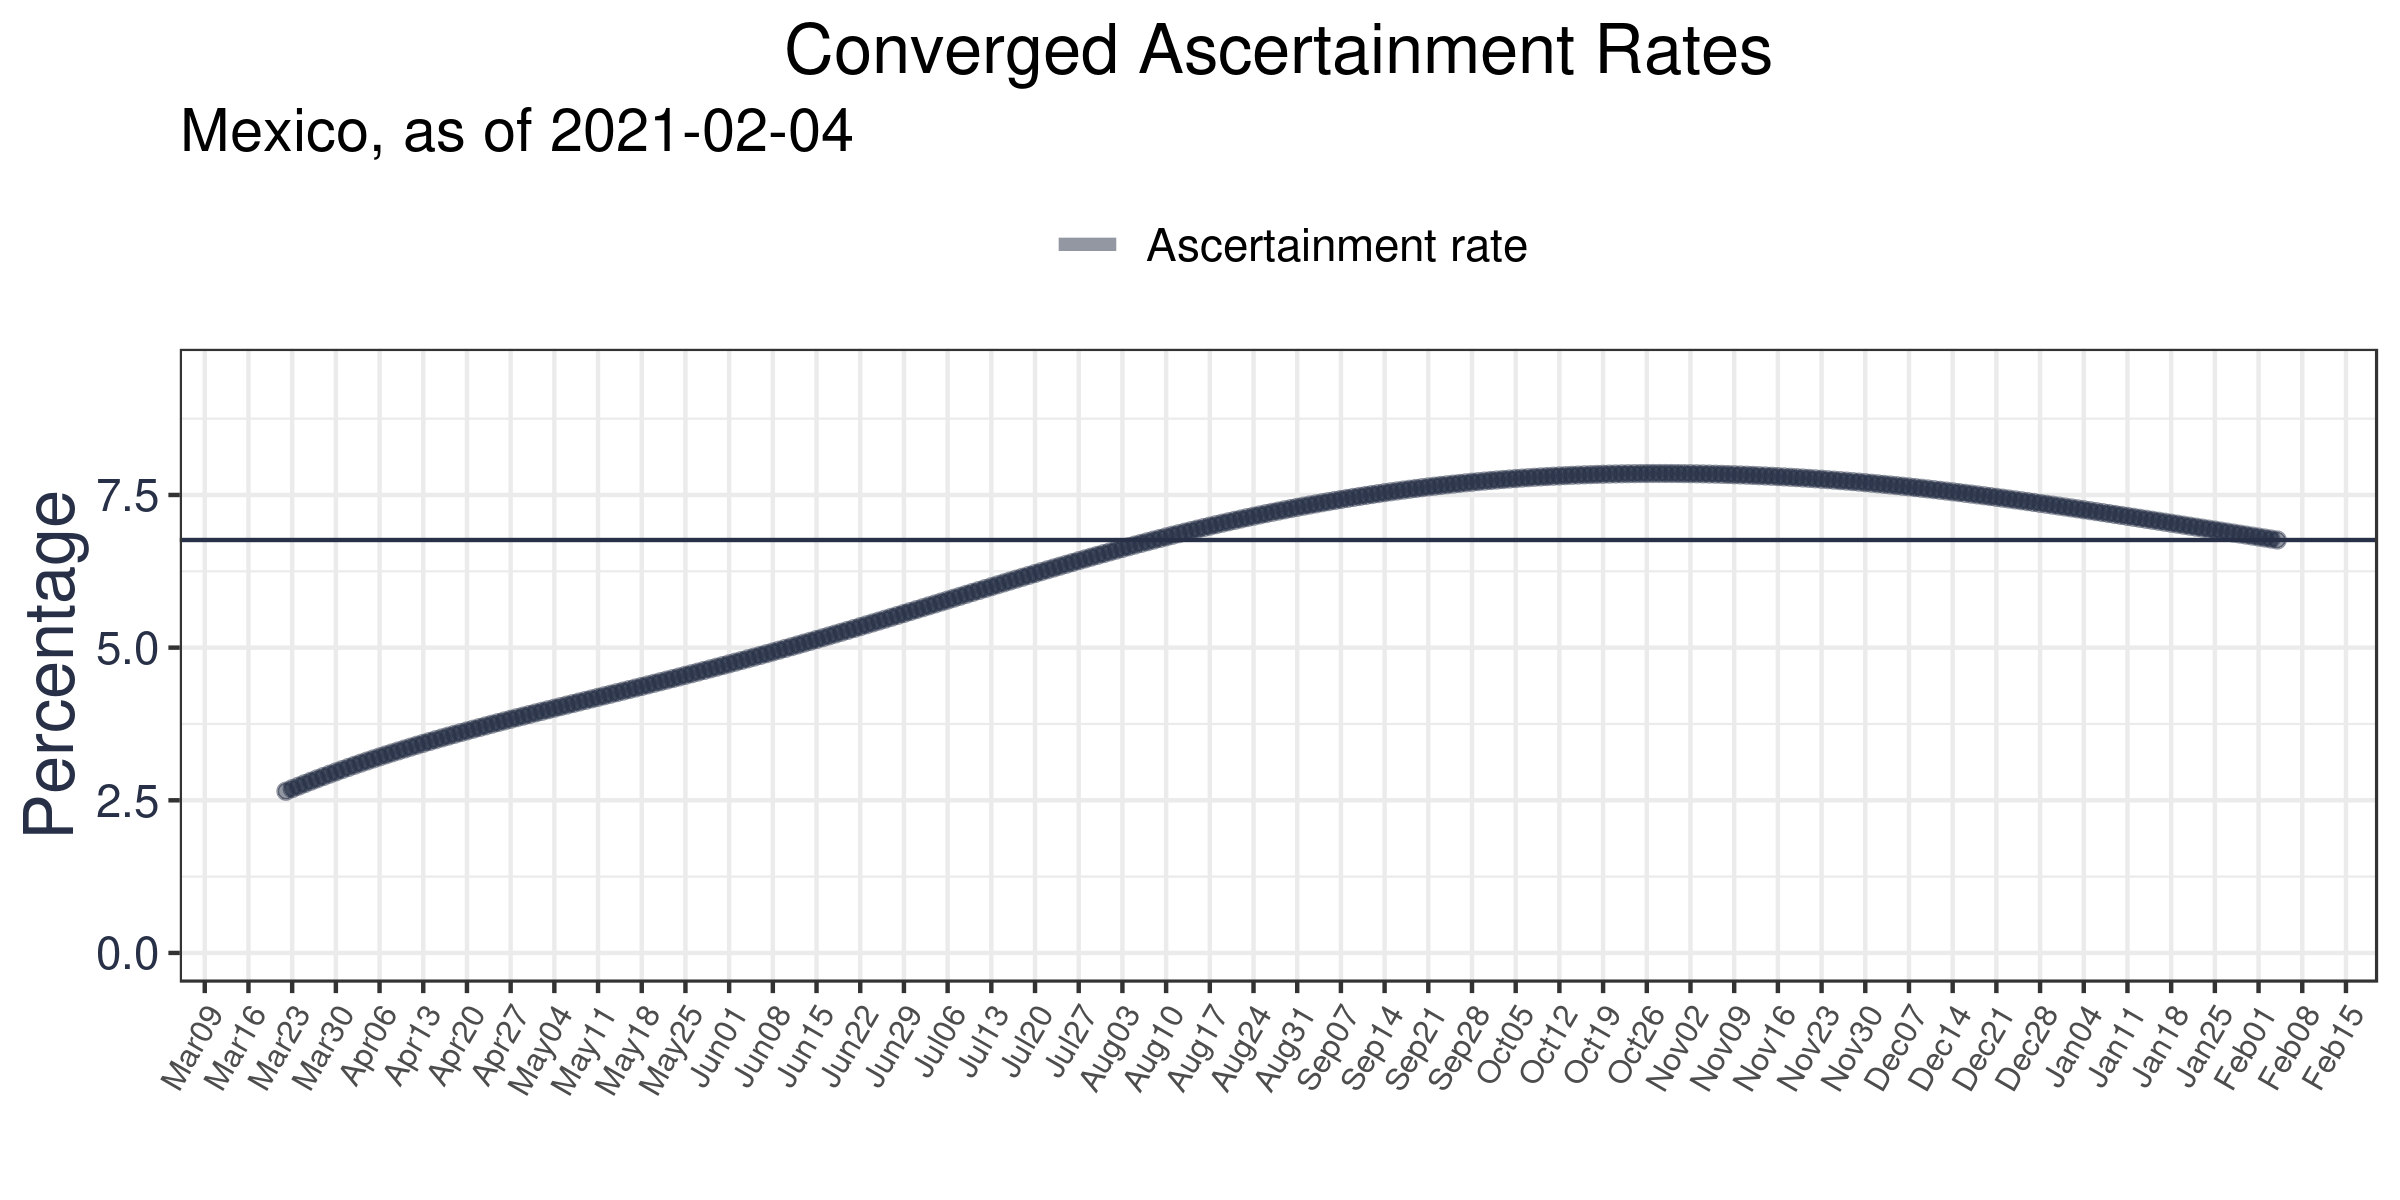 Converged Ascertainment Rates
Mexico, as of 2021-02-04
Ascertainment rate
Percentage
7.5
5.0
2.5
0.0
Mar09 Mar16 Mar23 Mar30 Apr06 Apr13 Apr20 Apr27 May04 May11 May18 May25 Jun01 Jun08 Jun15 Jun22 Jun29 Jul06 Jul13 Jul20 Jul27 Aug03 Aug10 Aug17 Aug24 Aug31 Sep07 Sep14 Sep21 Sep28 Oct05 Oct12 Oct19 Oct26 Nov02 Nov09 Nov16 Nov23 Nov30 Dec07 Dec14 Dec21 Dec28 Jan04 Jan11 Jan18 Jan25 Feb01 Feb08 Feb15